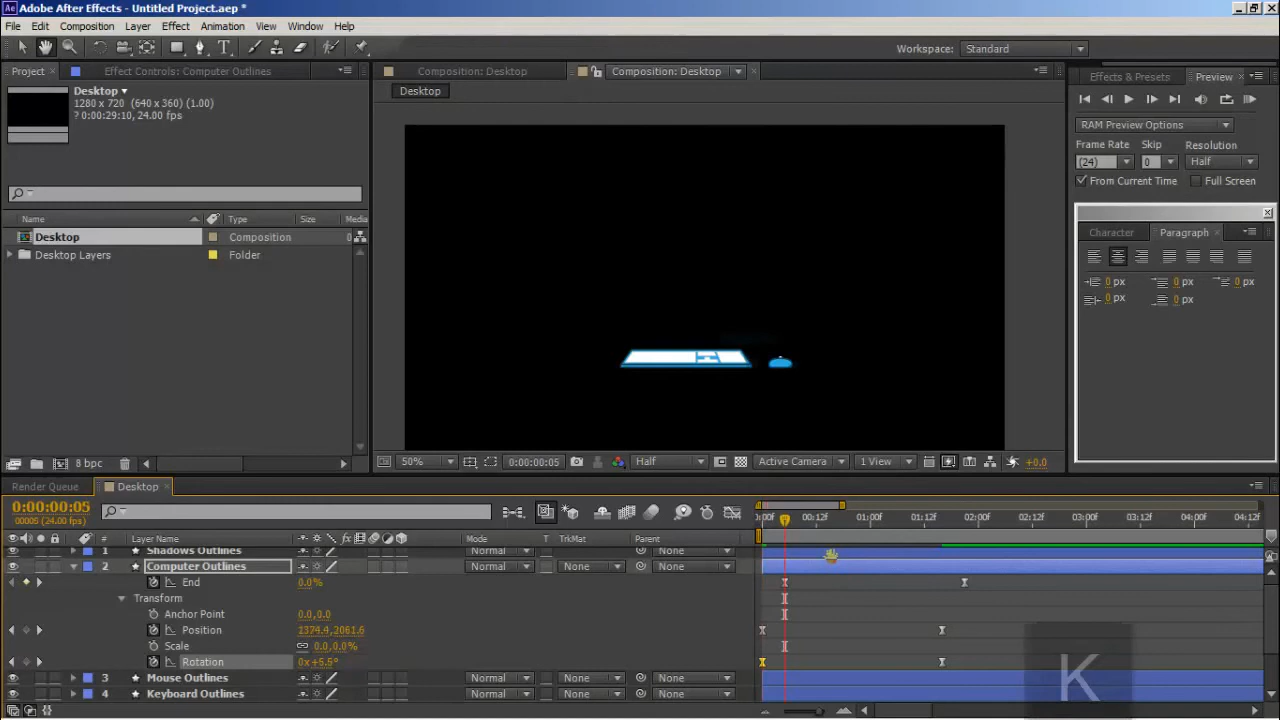 Adobe After Effects - Untitled Project.aep *
File Edit Composition Layer Effect Animation View Window Help
Workspace: Standard
Project Effect Controls: Computer Outlines
Composition: Desktop Composition: Desktop
Effects & Presets Preview
Desktop
1280 x 720 (640 x 360) (1.00)
? 0:00:29:10, 24.00 fps
Desktop
RAM Preview Options
Frame Rate Skip Resolution
(24) 0 Half
From Current Time Full Screen
Name Type Size Media
Desktop Composition 0
Desktop Layers Folder
Character Paragraph
0 px 0 px 0 px
0 px 0 px
8 bpc
50% 0:00:00:05 Half Active Camera 1 View +0.0
Render Queue Desktop
0:00:00:05
00005 (24.00 fps)
0:00f 00:12f 01:00f 01:12f 02:00f 02:12f 03:00f 03:12f 04:00f 04:12f
# Layer Name Mode T TrkMat Parent
1 Shadows Outlines Normal None
2 Computer Outlines Normal None None
End 0.0%
Transform
Anchor Point 0.0,0.0
Position 2374.4,2061.6
Scale 0.0,0.0%
Rotation 0x+5.5°
3 Mouse Outlines Normal None None
4 Keyboard Outlines Normal None None
K